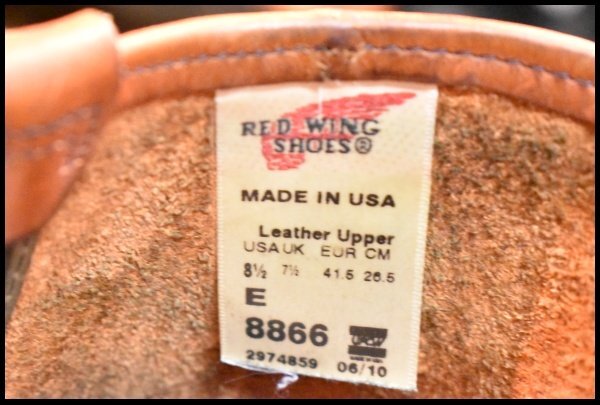 RED WING
SHOES®
MADE IN USA
Leather Upper
USA UK EUR CM
8½ 7½ 41.5 26.5
E
8866
2974859 06/10